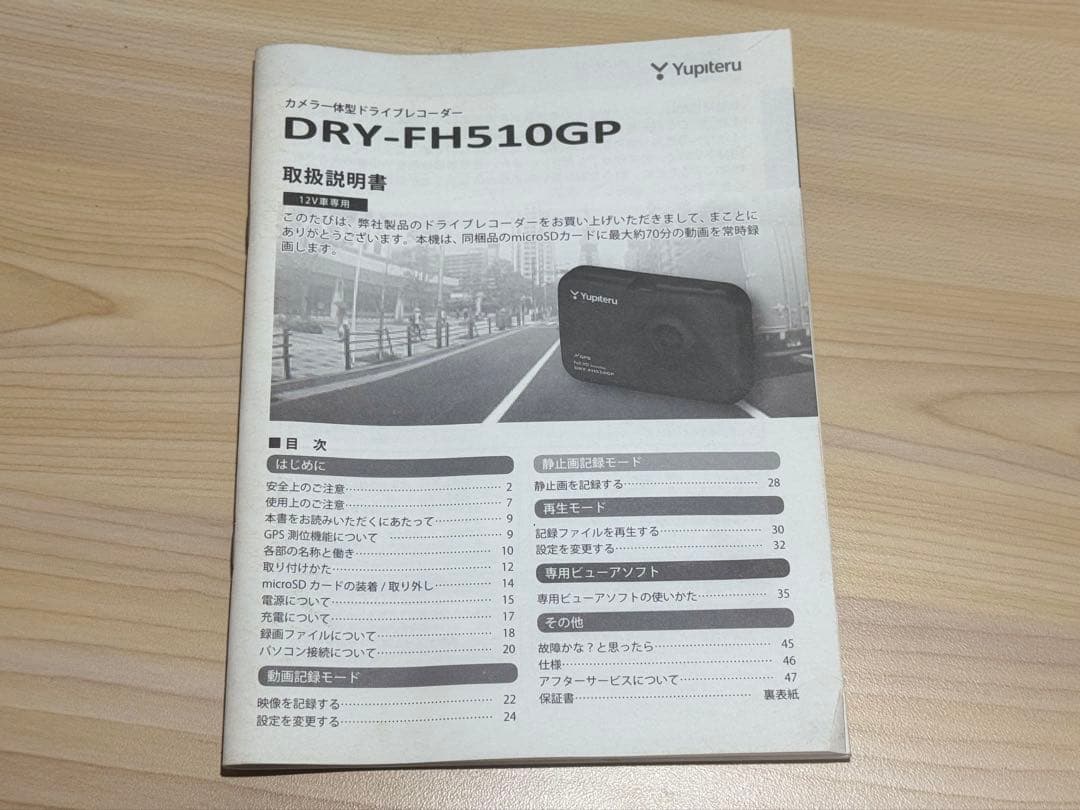 Yupiteru
カメラ一体型ドライブレコーダー
DRY-FH510GP
取扱説明書
12V車専用
このたびは、弊社製品のドライブレコーダーをお買い上げいただきまして、まことに
ありがとうございます。本機は、同梱品のmicroSDカードに最大約70分の動画を常時録
画します。
Yupiteru
GPS
DRY-FH510GP
■目 次
はじめに
安全上のご注意 2
使用上のご注意 7
本書をお読みいただくにあたって 9
GPS 測位機能について 9
各部の名称と働き 10
取り付けかた 12
microSD カードの装着 / 取り外し 14
電源について 15
充電について 17
録画ファイルについて 18
パソコン接続について 20
動画記録モード
映像を記録する 22
設定を変更する 24
静止画記録モード
静止画を記録する 28
再生モード
記録ファイルを再生する 30
設定を変更する 32
専用ビューアソフト
専用ビューアソフトの使いかた 35
その他
故障かな?と思ったら 45
仕様 46
アフターサービスについて 47
保証書 裏表紙